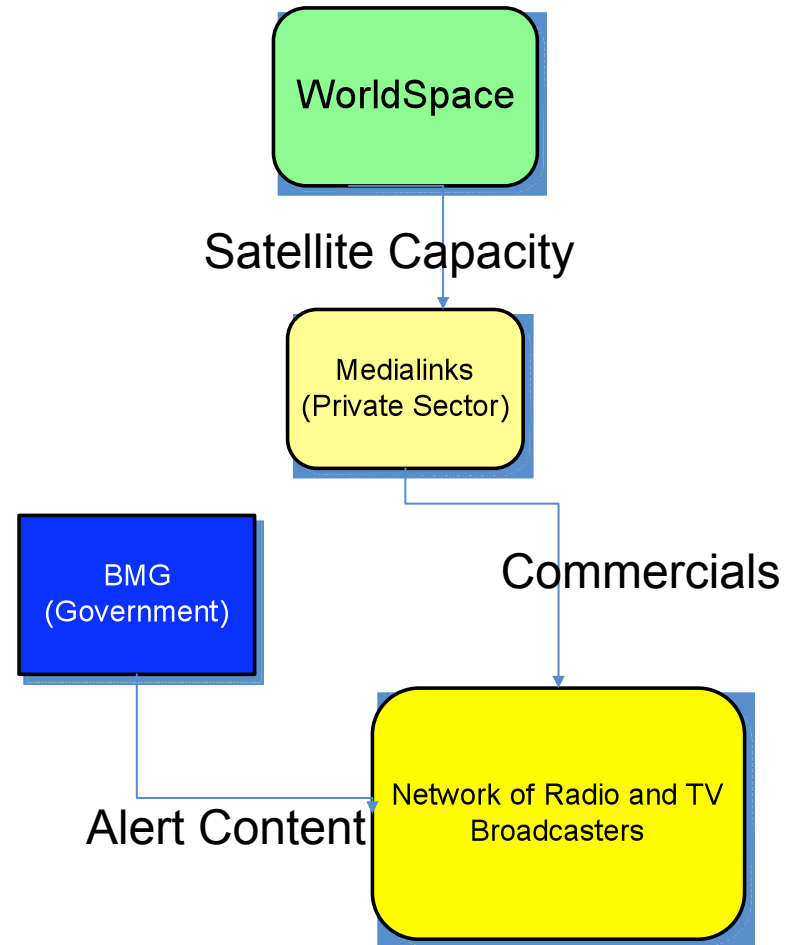 WorldSpace
Satellite Capacity
Medialinks
(Private Sector)
BMG
(Government)
Commercials
Network of Radio and TV
Broadcasters
Alert Content